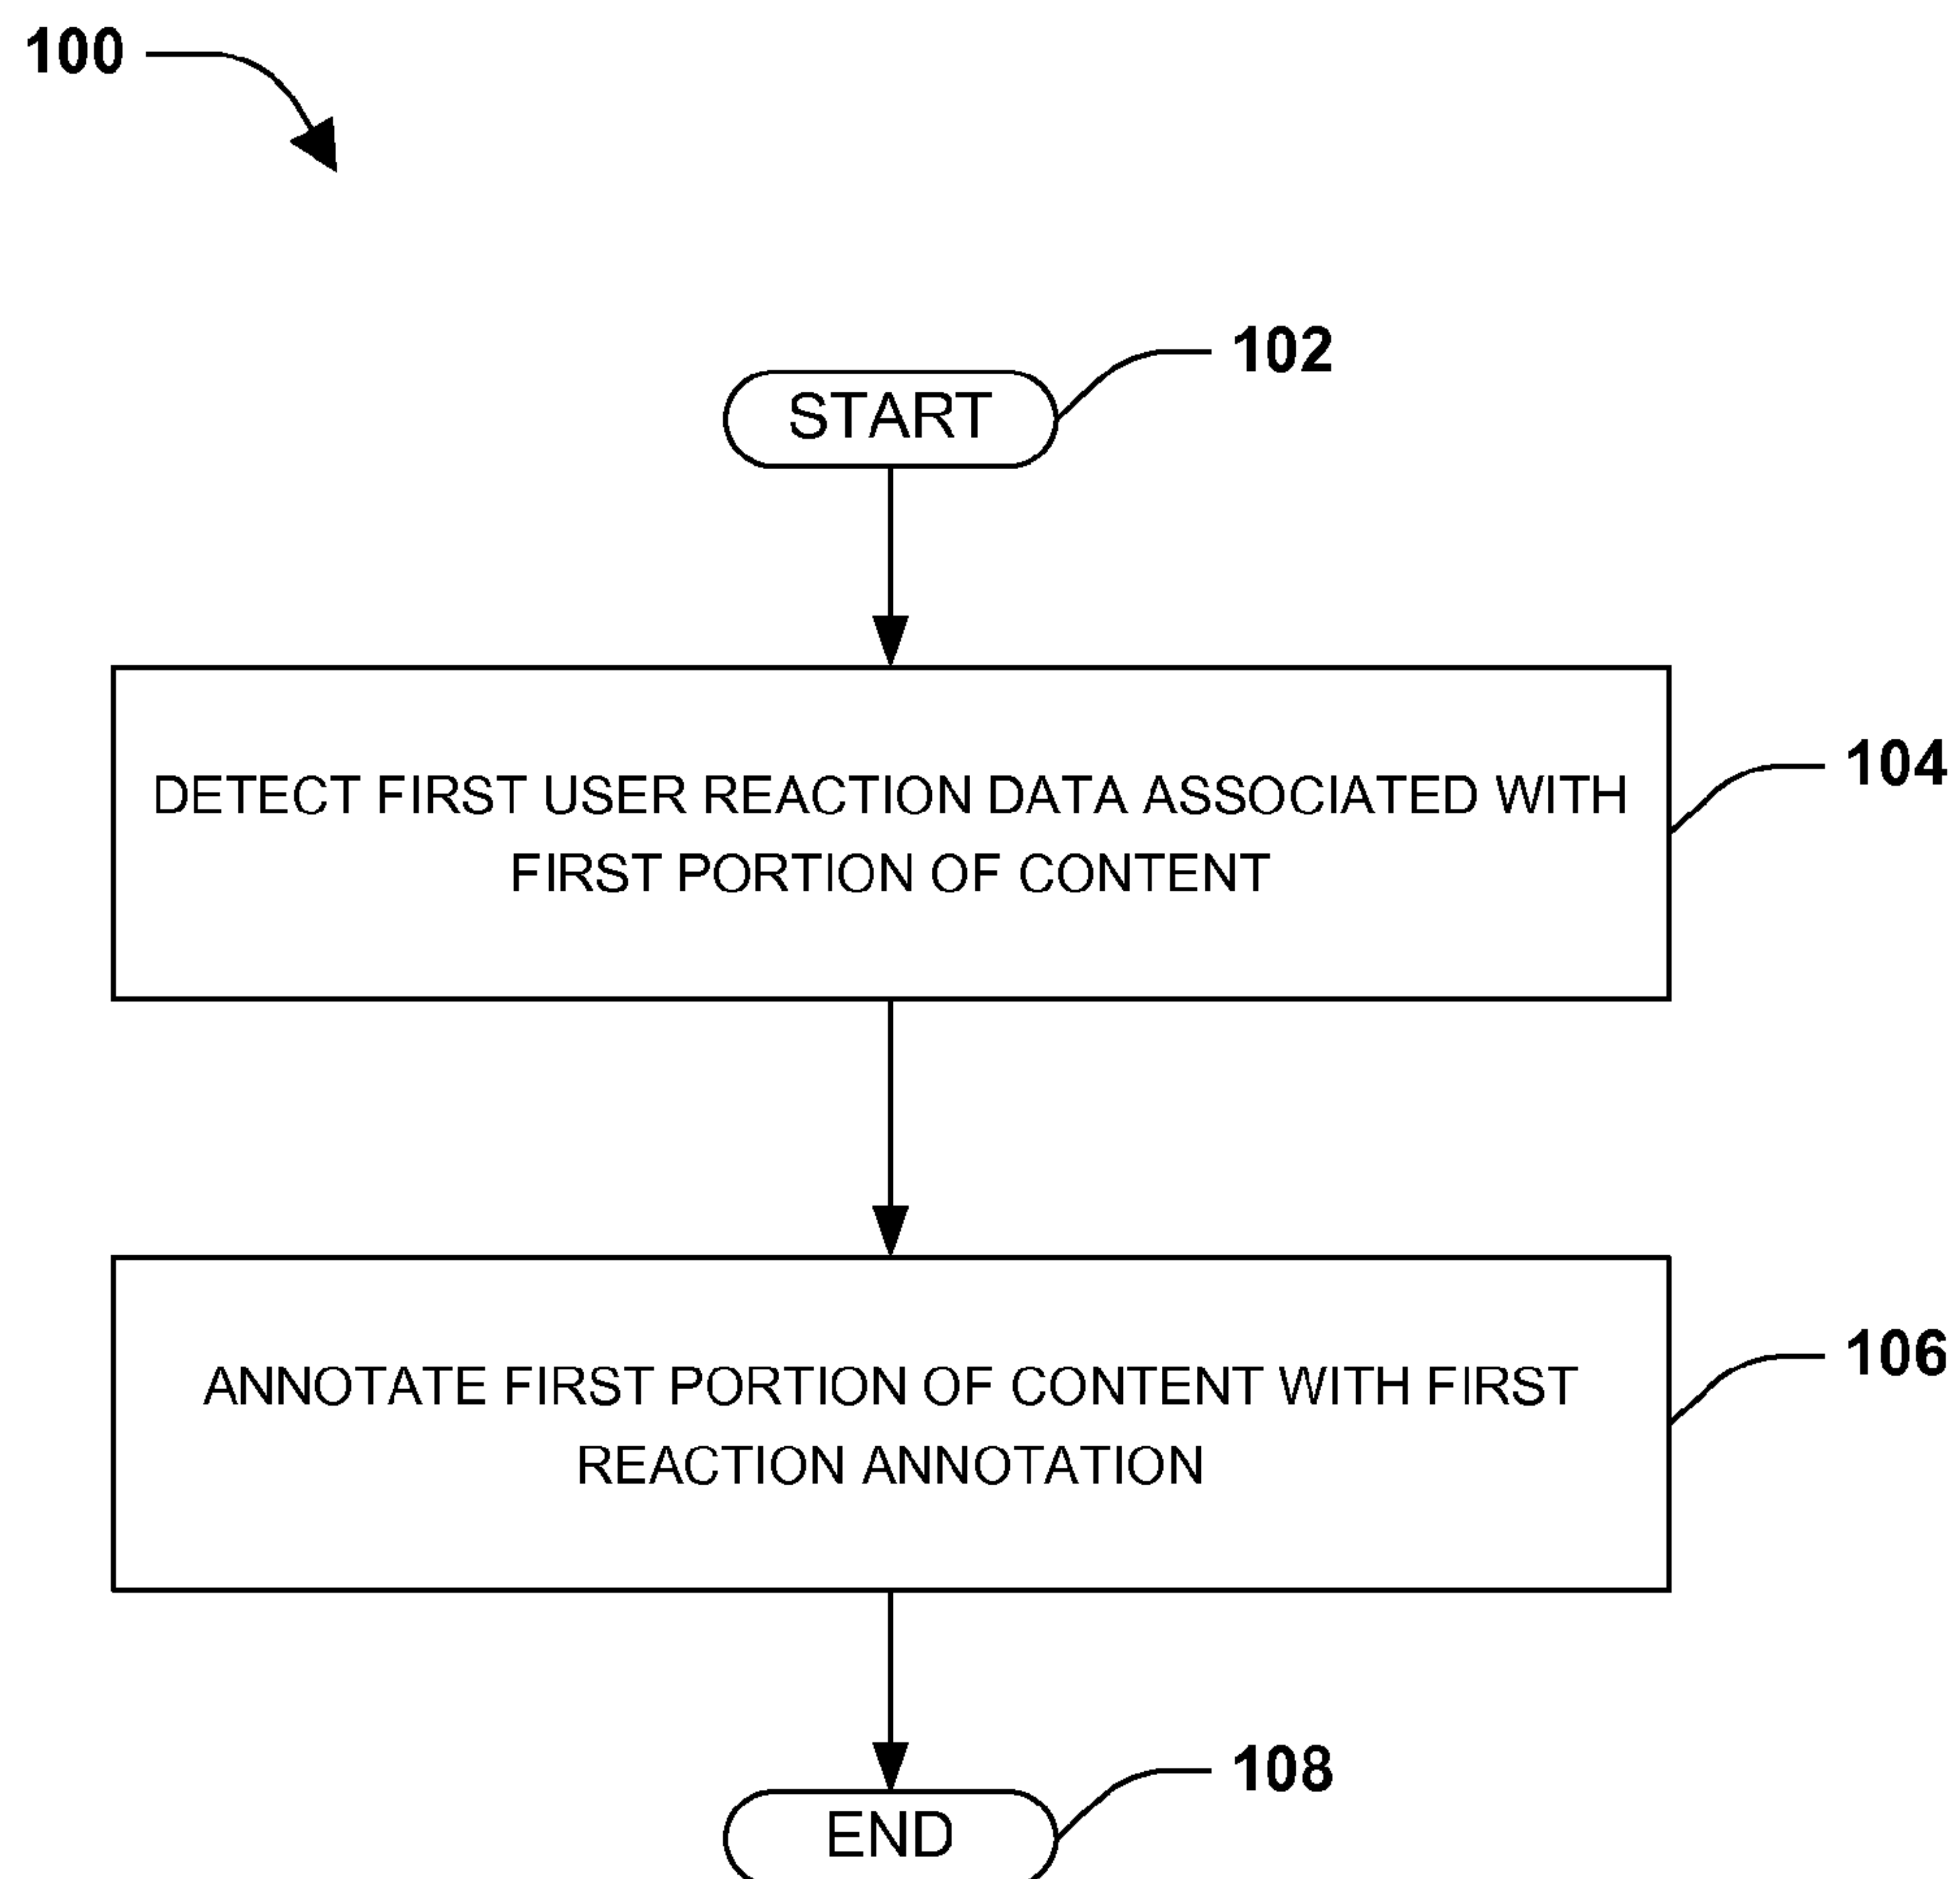 100
102
START
104
DETECT FIRST USER REACTION DATA ASSOCIATED WITH
FIRST PORTION OF CONTENT
106
ANNOTATE FIRST PORTION OF CONTENT WITH FIRST
REACTION ANNOTATION
108
END